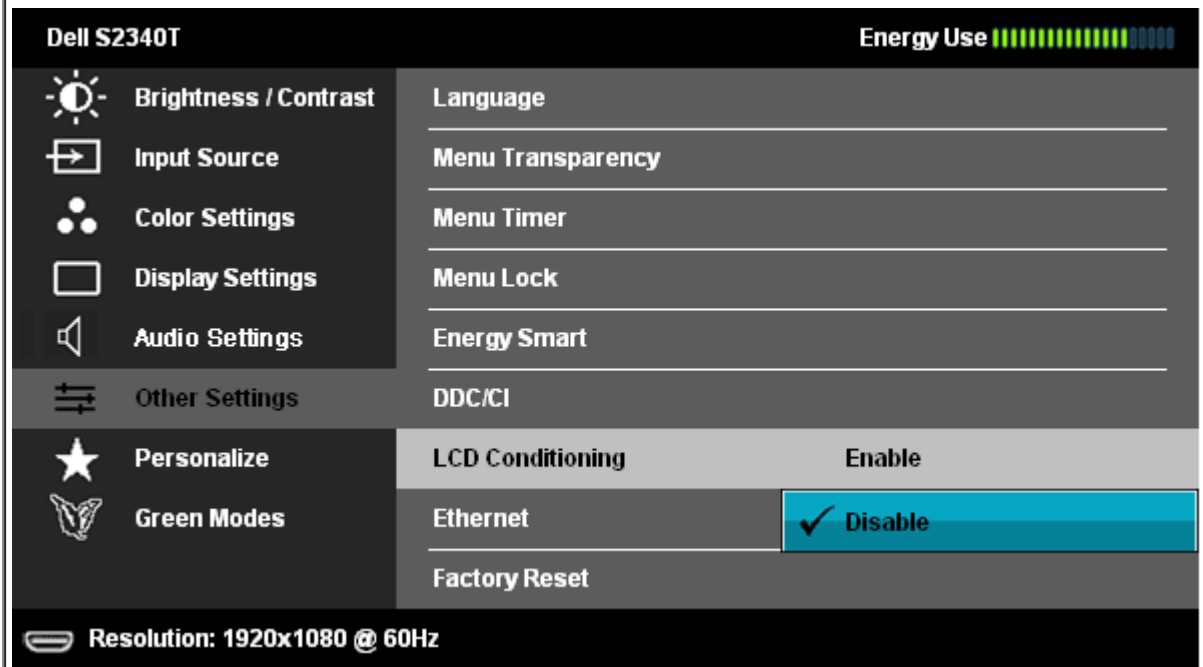 Dell S2340T Energy Use
Brightness / Contrast Language
Input Source Menu Transparency
Color Settings Menu Timer
Display Settings Menu Lock
Audio Settings Energy Smart
Other Settings DDC/CI
Personalize LCD Conditioning Enable
Green Modes Ethernet Disable
Factory Reset
Resolution: 1920x1080 @ 60Hz